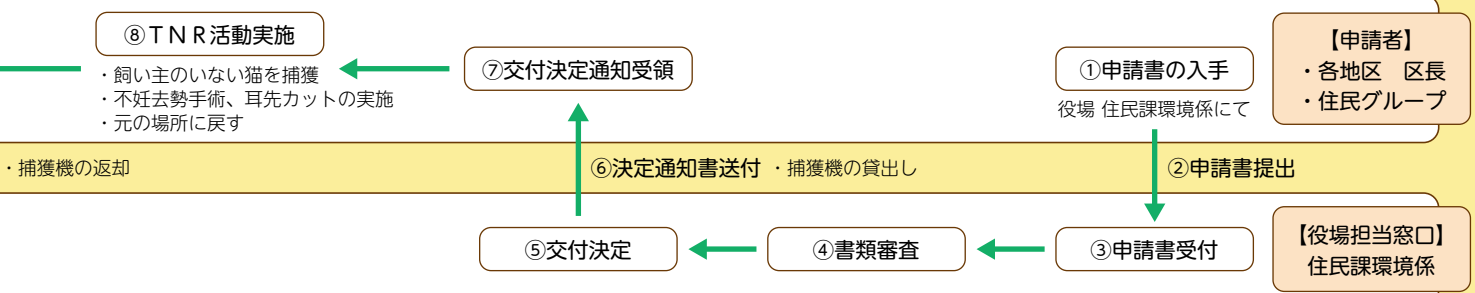 【申請者】
・各地区　区長
・住民グループ
①申請書の入手
役場 住民課環境係にて
②申請書提出
【役場担当窓口】
住民課環境係
③申請書受付
④書類審査
⑤交付決定
⑥決定通知書送付 ・捕獲機の貸出し
⑦交付決定通知受領
⑧ＴＮＲ活動実施
・飼い主のいない猫を捕獲
・不妊去勢手術、耳先カットの実施
・元の場所に戻す
・捕獲機の返却